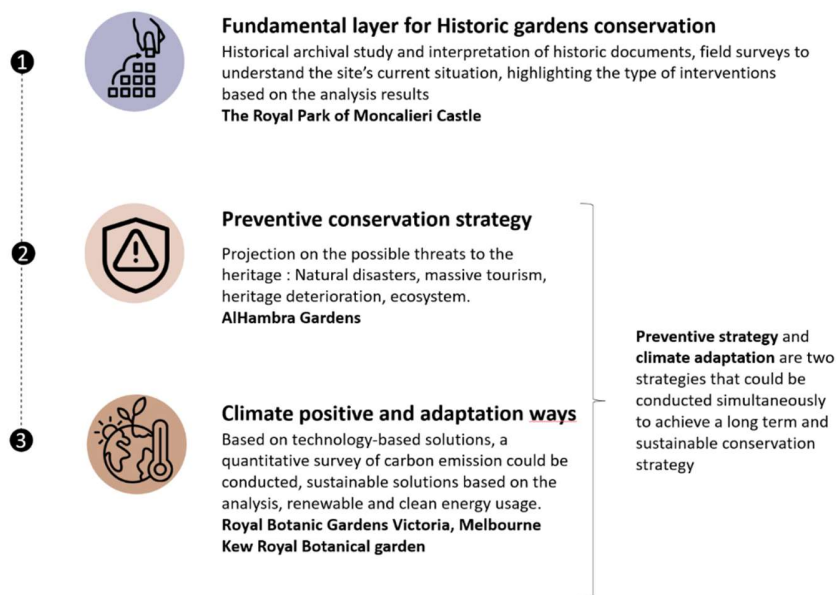 1
Fundamental layer for Historic gardens conservation
Historical archival study and interpretation of historic documents, field surveys to
understand the site's current situation, highlighting the type of interventions
based on the analysis results
The Royal Park of Moncalieri Castle
2
Preventive conservation strategy
Projection on the possible threats to the
heritage : Natural disasters, massive tourism,
heritage deterioration, ecosystem.
AlHambra Gardens
3
Climate positive and adaptation ways
Based on technology-based solutions, a
quantitative survey of carbon emission could be
conducted, sustainable solutions based on the
analysis, renewable and clean energy usage.
Royal Botanic Gardens Victoria, Melbourne
Kew Royal Botanical garden
Preventive strategy and
climate adaptation are two
strategies that could be
conducted simultaneously
to achieve a long term and
sustainable conservation
strategy